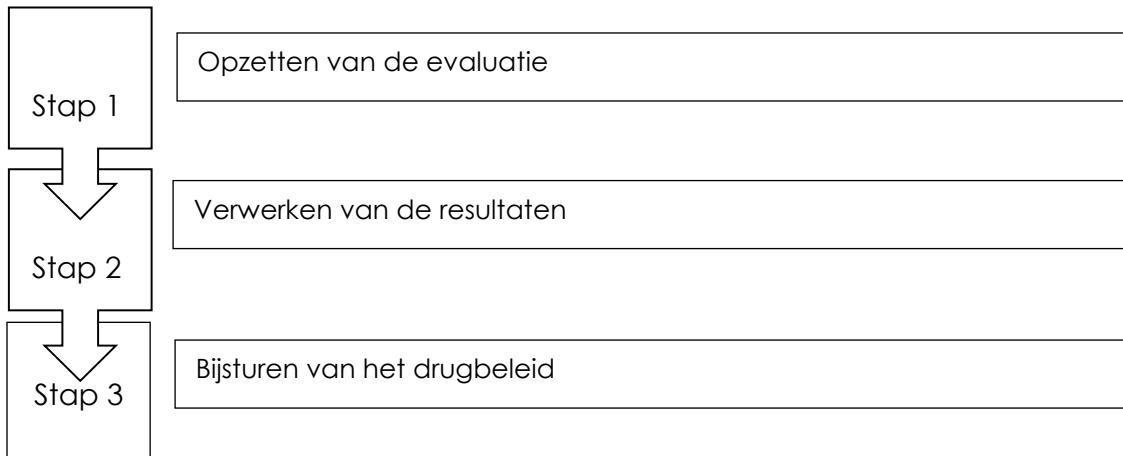 Stap 1
Opzetten van de evaluatie
Stap 2
Verwerken van de resultaten
Stap 3
Bijsturen van het drugbeleid